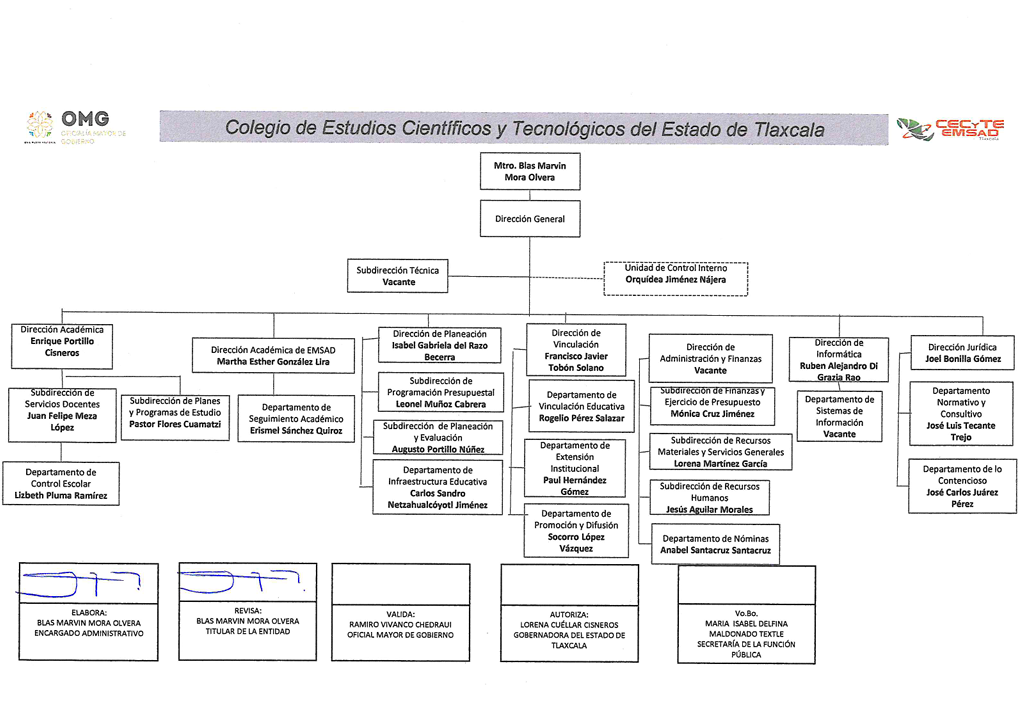 OMG
OFICIALÍA MAYOR DE
GOBIERNO
Colegio de Estudios Científicos y Tecnológicos del Estado de Tlaxcala
CECyTE
EMSAD
Tlaxcala
Mtro. Blas Marvin
Mora Olvera
Dirección General
Subdirección Técnica
Vacante
Unidad de Control Interno
Orquídea Jiménez Nájera
Dirección Académica
Enrique Portillo
Cisneros
Subdirección de
Servicios Docentes
Juan Felipe Meza
López
Departamento de
Control Escolar
Lizbeth Pluma Ramírez
Subdirección de Planes
y Programas de Estudio
Pastor Flores Cuamatzi
Dirección Académica de EMSAD
Martha Esther González Lira
Departamento de
Seguimiento Académico
Erismel Sánchez Quiroz
Dirección de Planeación
Isabel Gabriela del Razo
Becerra
Subdirección de
Programación Presupuestal
Leonel Muñoz Cabrera
Subdirección de Planeación
y Evaluación
Augusto Portillo Núñez
Departamento de
Infraestructura Educativa
Carlos Sandro
Netzahualcóyotl Jiménez
Dirección de
Vinculación
Francisco Javier
Tobón Solano
Departamento de
Vinculación Educativa
Rogelio Pérez Salazar
Departamento de
Extensión
Institucional
Paul Hernández
Gómez
Departamento de
Promoción y Difusión
Socorro López
Vázquez
Dirección de
Administración y Finanzas
Vacante
Subdirección de Finanzas y
Ejercicio de Presupuesto
Mónica Cruz Jiménez
Subdirección de Recursos
Materiales y Servicios Generales
Lorena Martínez García
Subdirección de Recursos
Humanos
Jesús Aguilar Morales
Departamento de Nóminas
Anabel Santacruz Santacruz
Dirección de
Informática
Ruben Alejandro Di
Grazia Rao
Departamento de
Sistemas de
Información
Vacante
Dirección Jurídica
Joel Bonilla Gómez
Departamento
Normativo y
Consultivo
José Luis Tecante
Trejo
Departamento de lo
Contencioso
José Carlos Juárez
Pérez
ELABORA:
BLAS MARVIN MORA OLVERA
ENCARGADO ADMINISTRATIVO
REVISA:
BLAS MARVIN MORA OLVERA
TITULAR DE LA ENTIDAD
VALIDA:
RAMIRO VIVANCO CHEDRAUI
OFICIAL MAYOR DE GOBIERNO
AUTORIZA:
LORENA CUÉLLAR CISNEROS
GOBERNADORA DEL ESTADO DE
TLAXCALA
Vo.Bo.
MARIA ISABEL DELFINA
MALDONADO TEXTLE
SECRETARÍA DE LA FUNCIÓN
PÚBLICA